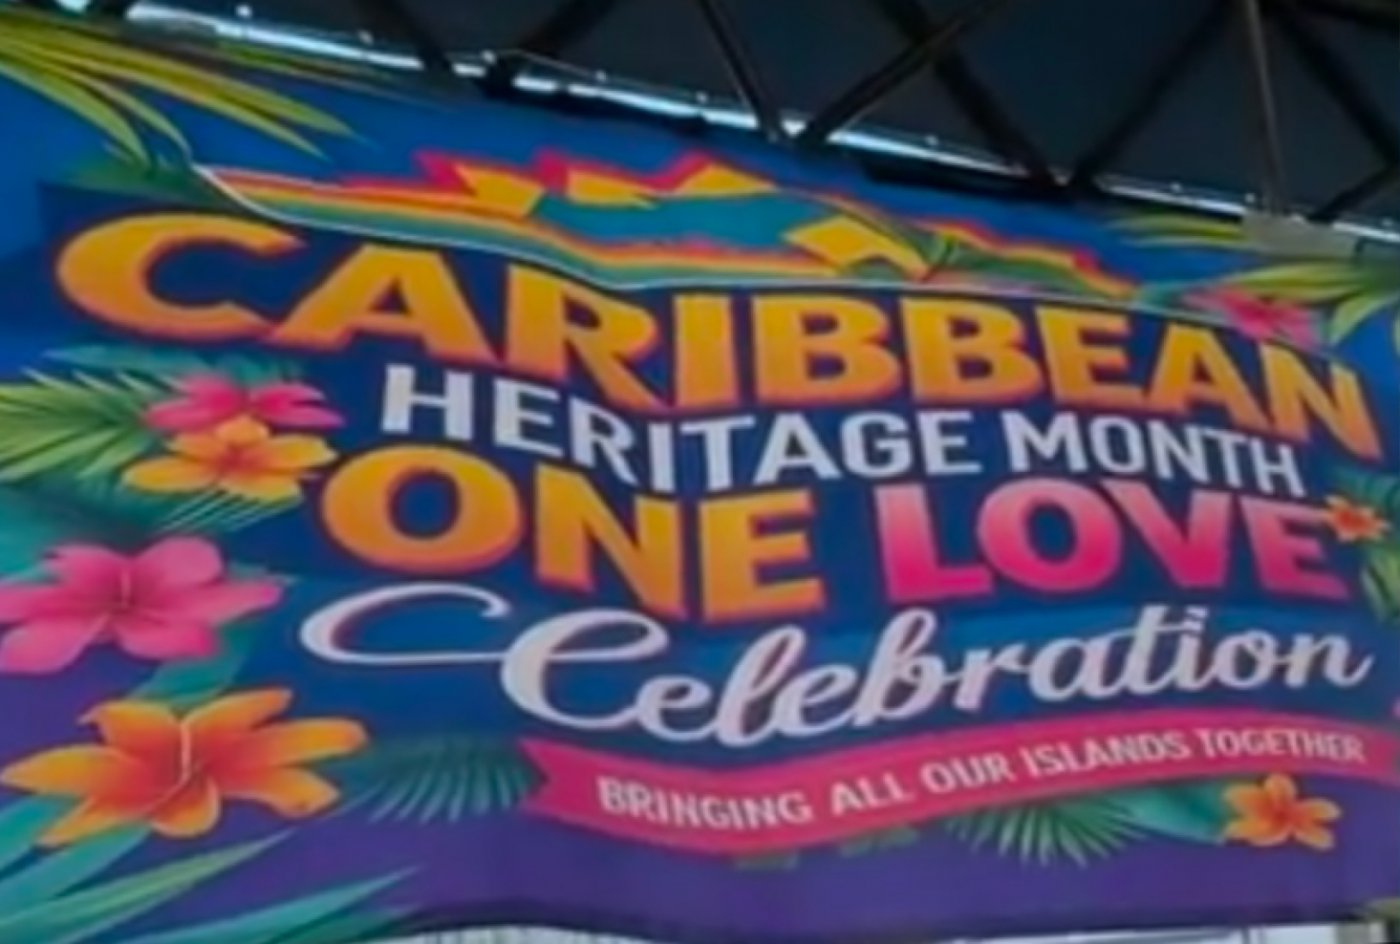 CARIBBEAN
HERITAGE MONTH
ONE LOVE
Celebration
BRINGING ALL OUR ISLANDS TOGETHER